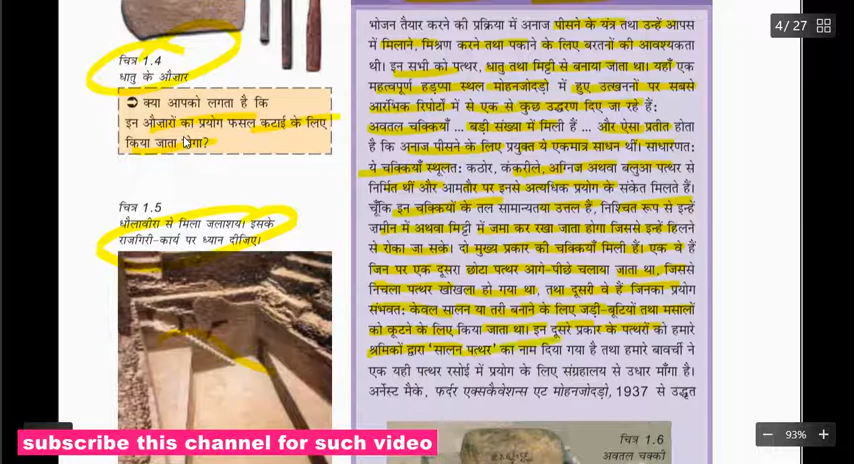 चित्र 1.4
धातु के औज़ार
➲ क्या आपको लगता है कि
इन औज़ारों का प्रयोग फसल कटाई के लिए
किया जाता होगा?
चित्र 1.5
धौलावीरा से मिला जलाशय। इसके
राजगिरी-कार्य पर ध्यान दीजिए।
भोजन तैयार करने की प्रक्रिया में अनाज पीसने के यंत्र तथा उन्हें आपस
में मिलाने, मिश्रण करने तथा पकाने के लिए बरतनों की आवश्यकता
थी। इन सभी को पत्थर, धातु तथा मिट्टी से बनाया जाता था। यहाँ एक
महत्वपूर्ण हड़प्पा स्थल मोहनजोदड़ो में हुए उत्खननों पर सबसे
आरंभिक रिपोर्टों में से एक से कुछ उद्धरण दिए जा रहे हैं:
अवतल चक्कियाँ ... बड़ी संख्या में मिली हैं ... और ऐसा प्रतीत होता
है कि अनाज पीसने के लिए प्रयुक्त ये एकमात्र साधन थीं। साधारणत:
ये चक्कियाँ स्थूलत: कठोर, कंकरीले, अग्निज अथवा बलुआ पत्थर से
निर्मित थीं और आमतौर पर इनसे अत्यधिक प्रयोग के संकेत मिलते हैं।
चूँकि इन चक्कियों के तल सामान्यतया उत्तल हैं, निश्चित रूप से इन्हें
ज़मीन में अथवा मिट्टी में जमा कर रखा जाता होगा जिससे इन्हें हिलने
से रोका जा सके। दो मुख्य प्रकार की चक्कियाँ मिली हैं। एक वे हैं
जिन पर एक दूसरा छोटा पत्थर आगे-पीछे चलाया जाता था, जिससे
निचला पत्थर खोखला हो गया था, तथा दूसरी वे हैं जिनका प्रयोग
संभवत: केवल सालन या तरी बनाने के लिए जड़ी-बूटियों तथा मसालों
को कूटने के लिए किया जाता था। इन दूसरे प्रकार के पत्थरों को हमारे
श्रमिकों द्वारा 'सालन पत्थर' का नाम दिया गया है तथा हमारे बावर्ची ने
एक यही पत्थर रसोई में प्रयोग के लिए संग्रहालय से उधार माँगा है।
अर्नेस्ट मैके, फर्दर एक्सकैवेशन्स एट मोहनजोदड़ो, 1937 से उद्धृत
चित्र 1.6
अवतल चक्की
4 / 27
93%
subscribe this channel for such video